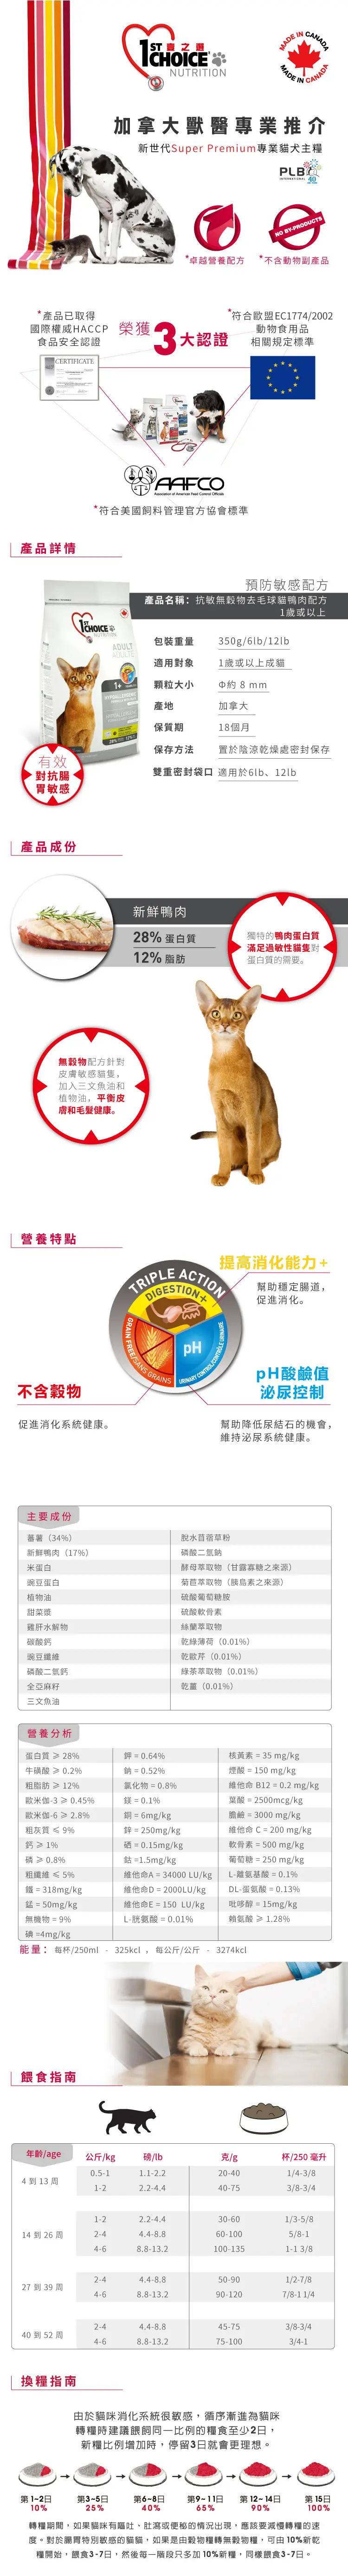 1ST 喜之選
CHOICE
NUTRITION
MADE IN CANADA
MADE IN CANADA
加拿大獸醫專業推介
新世代Super Premium專業貓犬主糧
PLB
INTERNATIONAL 40
*卓越營養配方
NO BY-PRODUCTS
*不含動物副產品
*產品已取得
國際權威HACCP
食品安全認證
榮獲3大認證
*符合歐盟EC1774/2002
動物食用品
相關規定標準
CERTIFICATE
AAFCO
Association of American Feed Control Officials
*符合美國飼料管理官方協會標準
產品詳情
預防敏感配方
產品名稱：抗敏無穀物去毛球貓鴨肉配方
1歲或以上
1ST CHOICE
NUTRITION
ADULT
ADULTE
1+
包裝重量 350g/6lb/12lb
適用對象 1歲或以上成貓
顆粒大小 Φ約 8 mm
產地 加拿大
保質期 18個月
保存方法 置於陰涼乾燥處密封保存
雙重密封袋口 適用於6lb、12lb
有效
對抗腸
胃敏感
產品成份
新鮮鴨肉
28% 蛋白質
12% 脂肪
獨特的鴨肉蛋白質
滿足過敏性貓隻對
蛋白質的需要。
無穀物配方針對
皮膚敏感貓隻，
加入三文魚油和
植物油，平衡皮
膚和毛髮健康。
營養特點
提高消化能力+
幫助穩定腸道，
促進消化。
TRIPLE ACTION
DIGESTION+
GRAIN FREE/SANS GRAINS
pH
URINARY CONTROL/CONTRÔLE URINAIRE
不含穀物
促進消化系統健康。
pH酸鹼值
泌尿控制
幫助降低尿結石的機會，
維持泌尿系統健康。
主要成份
蕃薯（34%）
新鮮鴨肉（17%）
米蛋白
豌豆蛋白
植物油
甜菜漿
雞肝水解物
碳酸鈣
豌豆纖維
磷酸二氫鈣
全亞麻籽
三文魚油
脫水苜蓿草粉
磷酸二氫鈉
酵母萃取物（甘露寡糖之來源）
菊苣萃取物（胰島素之來源）
硫酸葡萄糖胺
硫酸軟骨素
絲蘭萃取物
乾綠薄荷（0.01%）
乾歐芹（0.01%）
綠茶萃取物（0.01%）
乾薑（0.01%）
營養分析
蛋白質 ≥ 28%
牛磺酸 ≥ 0.2%
粗脂肪 ≥ 12%
歐米伽-3 ≥ 0.45%
歐米伽-6 ≥ 2.8%
粗灰質 ≤ 9%
鈣 ≥ 1%
磷 ≥ 0.8%
粗纖維 ≤ 5%
鐵 = 318mg/kg
錳 = 50mg/kg
無機物 = 9%
碘 =4mg/kg
鉀 = 0.64%
鈉 = 0.52%
氯化物 = 0.8%
鎂 = 0.1%
銅 = 6mg/kg
鋅 = 250mg/kg
硒 = 0.15mg/kg
鈷 =1.5mg/kg
維他命A = 34000 LU/kg
維他命D = 2000LU/kg
維他命E = 150 LU/kg
L-胱氨酸 = 0.01%
核黃素 = 35 mg/kg
煙酸 = 150 mg/kg
維他命 B12 = 0.2 mg/kg
葉酸 = 2500mcg/kg
膽鹼 = 3000 mg/kg
維他命 C = 200 mg/kg
軟骨素 = 500 mg/kg
葡萄糖 = 250 mg/kg
L-離氨基酸 = 0.1%
DL-蛋氨酸 = 0.13%
吡哆醇 = 15mg/kg
賴氨酸 ≥ 1.28%
能量： 每杯/250ml - 325kcl ， 每公斤/公斤 - 3274kcl
餵食指南
年齡/age 公斤/kg 磅/lb 克/g 杯/250 毫升
4 到 13 周
0.5-1 1.1-2.2 20-40 1/4-3/8
1-2 2.2-4.4 40-75 3/8-3/4
14 到 26 周
1-2 2.2-4.4 30-60 1/3-5/8
2-4 4.4-8.8 60-100 5/8-1
4-6 8.8-13.2 100-135 1-1 3/8
27 到 39 周
2-4 4.4-8.8 50-90 1/2-7/8
4-6 8.8-13.2 90-120 7/8-1 1/4
40 到 52 周
2-4 4.4-8.8 45-75 3/8-3/4
4-6 8.8-13.2 75-100 3/4-1
換糧指南
由於貓咪消化系統很敏感，循序漸進為貓咪
轉糧時建議餵飼同一比例的糧食至少2日，
新糧比例增加時，停留3日就會更理想。
第 1~2日 第3~5日 第6~8日 第9~ 11日 第 12~ 14日 第 15日
10% 25% 40% 65% 90% 100%
轉糧期間，如果貓咪有嘔吐、肚瀉或便秘的情況出現，應該要減慢轉糧的速
度。對於腸胃特別敏感的貓貓，如果是由穀物糧轉無穀物糧，可由 10%新乾
糧開始，餵食3-7日，然後每一階段只多加 10%新糧，同樣餵食3-7日。